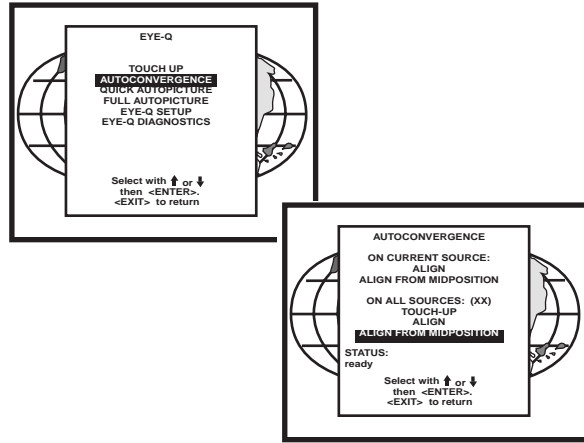 EYE-Q
TOUCH UP
AUTOCONVERGENCE
QUICK AUTOPICTURE
FULL AUTOPICTURE
EYE-Q SETUP
EYE-Q DIAGNOSTICS
Select with ⬆ or ⬇
then <ENTER>.
<EXIT> to return
AUTOCONVERGENCE
ON CURRENT SOURCE:
ALIGN
ALIGN FROM MIDPOSITION
ON ALL SOURCES: (XX)
TOUCH-UP
ALIGN
ALIGN FROM MIDPOSITION
STATUS:
ready
Select with ⬆ or ⬇
then <ENTER>.
<EXIT> to return